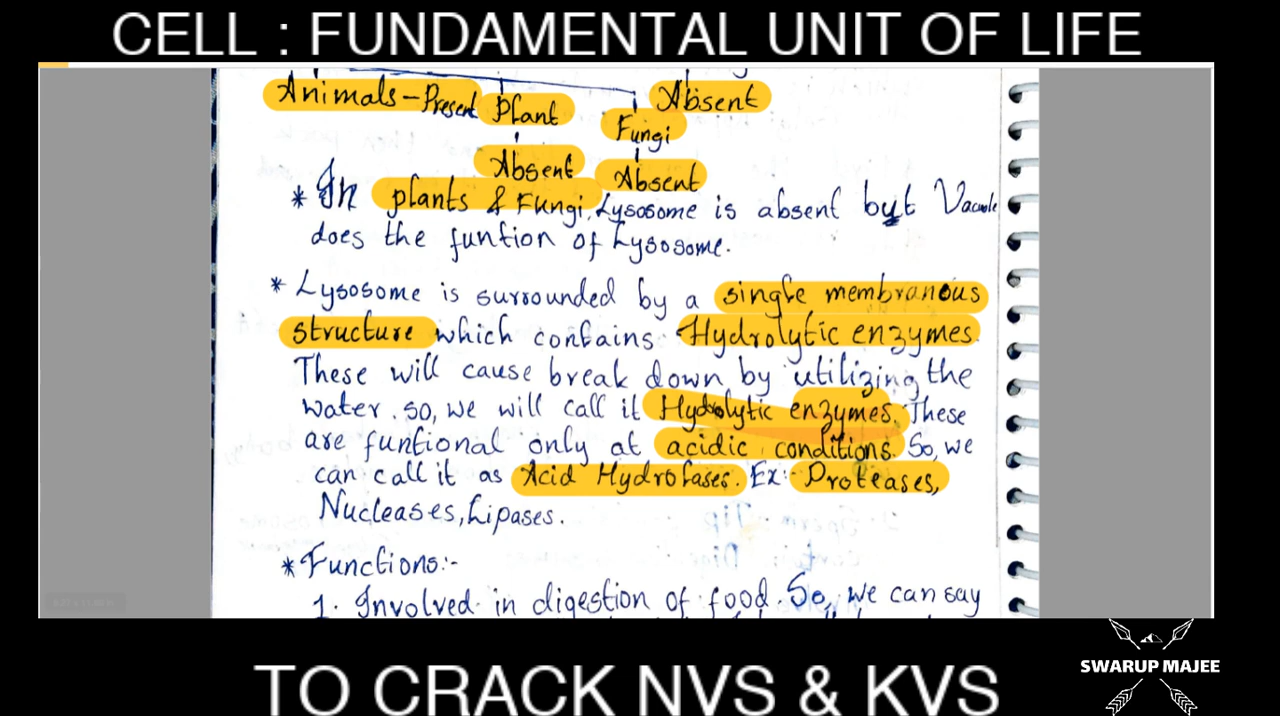 CELL : FUNDAMENTAL UNIT OF LIFE
Animals - Present Plant Absent
Fungi
Absent Absent
* In plants & Fungi, Lysosome is absent but Vacuole
does the funtion of Lysosome.
* Lysosome is surrounded by a single membranous
structure which contains Hydrolytic enzymes.
These will cause break down by utilizing the
water. so, we will call it Hydrolytic enzymes. These
are funtional only at acidic conditions. So, we
can call it as Acid Hydrolases. Ex:- Proteases,
Nucleases, Lipases.
* Functions:-
1. Involved in digestion of food. So, we can say
TO CRACK NVS & KVS
SWARUP MAJEE